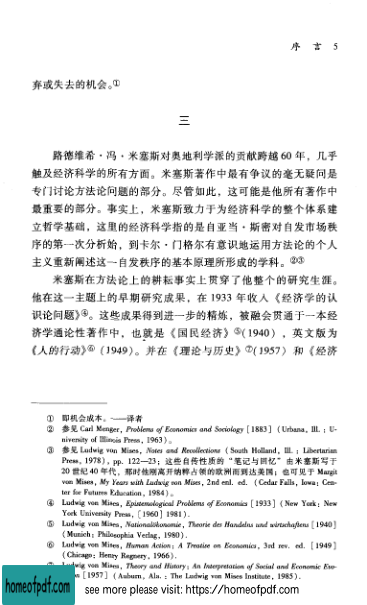 序 言 5
弃或失去的机会。①
三
路德维希·冯·米塞斯对奥地利学派的贡献跨越 60 年，几乎
触及经济科学的所有方面。米塞斯著作中最有争议的毫无疑问是
专门讨论方法论问题的部分。尽管如此，这可能是他所有著作中
最重要的部分。事实上，米塞斯致力于为经济科学的整个体系建
立哲学基础，这里的经济科学指的是自亚当·斯密对自发市场秩
序的第一次分析始，到卡尔·门格尔有意识地运用方法论的个人
主义重新阐述这一自发秩序的基本原理所形成的学科。②③
米塞斯在方法论上的耕耘事实上贯穿了他整个的研究生涯。
他在这一主题上的早期研究成果，在 1933 年收入《经济学的认
识论问题》④。这些成果得到进一步的精炼，被融会贯通于一本经
济学通论性著作中，也就是《国民经济》⑤(1940)，英文版为
《人的行动》⑥ (1949)。并在《理论与历史》⑦(1957) 和《经济
① 即机会成本。——译者
② 参见 Carl Menger, Problems of Economics and Sociology [1883] (Urbana, Ill. : U-
niversity of Illinois Press, 1963)。
③ 参见 Ludwig von Mises, Notes and Recollections (South Holland, Ill. : Libertarian
Press, 1978), pp. 122—23；这些自传性质的“笔记与回忆”由米塞斯写于
20 世纪 40 年代，那时他刚离开纳粹占领的欧洲而到达美国；也可见于 Margit
von Mises, My Years with Ludwig von Mises, 2nd enl. ed. (Cedar Falls, Iowa: Cen-
ter for Futures Education, 1984)。
④ Ludwig von Mises, Epistemological Problems of Economics [1933] (New York: New
York University Press, [1960] 1981).
⑤ Ludwig von Mises, Nationalökonomie, Theorie des Handelns und wirtschaftens [1940]
(Munich: Philosophia Verlag, 1980).
⑥ Ludwig von Mises, Human Action: A Treatise on Economics, 3rd rev. ed. [1949]
(Chicago: Henry Regnery, 1966).
Ludwig von Mises, Theory and History: An Interpretation of Social and Economic Evo-
[1957] (Auburn, Ala. : The Ludwig von Mises Institute, 1985).
homeofpdf.com
see more please visit: https://homeofpdf.com